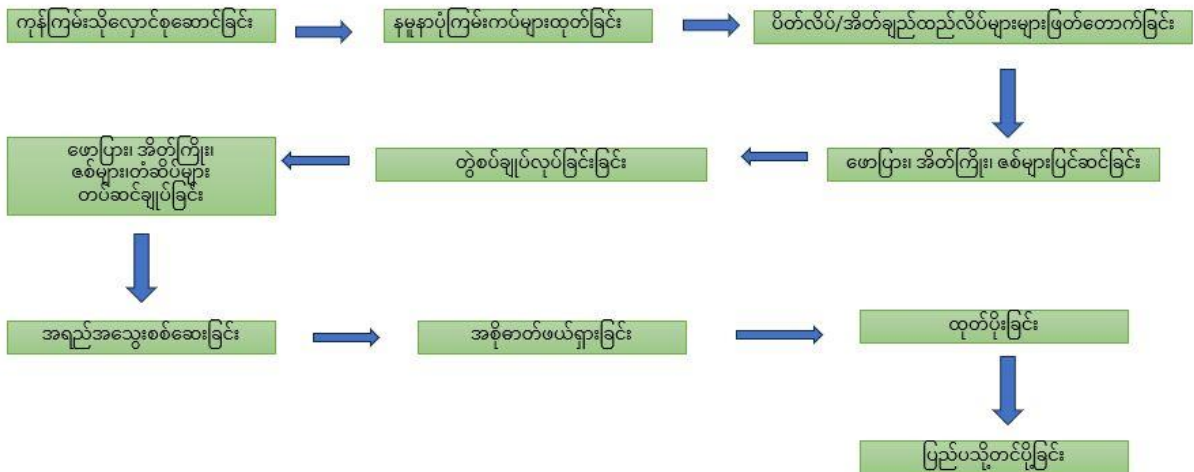 ကုန်ကြမ်းသိုလှောင်စုဆောင်ခြင်း
နမူနာပုံကြမ်းကပ်များထုတ်ခြင်း
ပိတ်လိပ်/အိတ်ချည်ထည်လိပ်များများဖြတ်တောက်ခြင်း
ဖောပြား၊ အိတ်ကြိုး၊ ဇစ်များပြင်ဆင်ခြင်း
တွဲစပ်ချုပ်လုပ်ခြင်းခြင်း
ဖောပြား၊ အိတ်ကြိုး၊
ဇစ်များ၊တံဆိပ်များ
တပ်ဆင်ချုပ်ခြင်း
အရည်အသွေးစစ်ဆေးခြင်း
အစိုဓာတ်ဖယ်ရှားခြင်း
ထုတ်ပိုးခြင်း
ပြည်ပသို့တင်ပို့ခြင်း